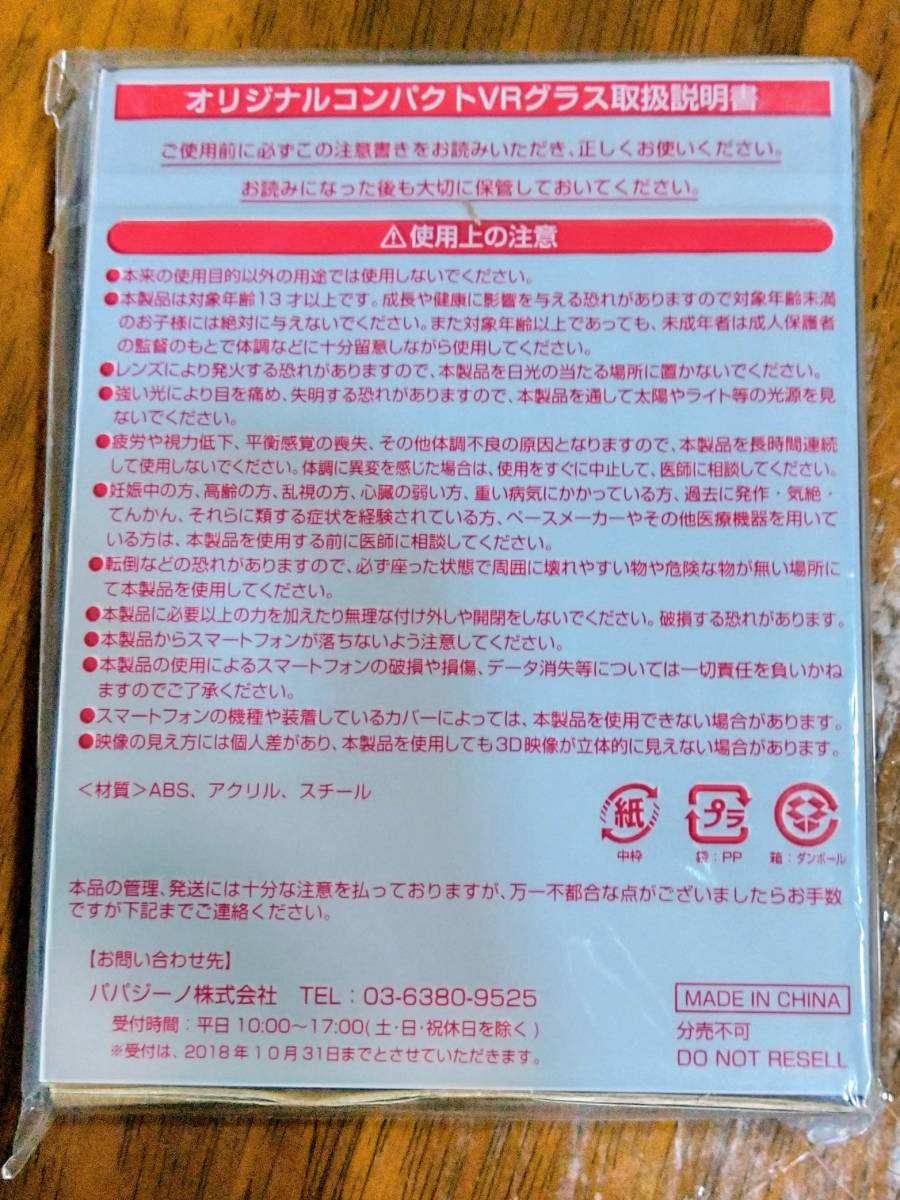 オリジナルコンパクトVRグラス取扱説明書
ご使用前に必ずこの注意書きをお読みいただき、正しくお使いください。
お読みになった後も大切に保管しておいてください。
⚠使用上の注意
●本来の使用目的以外の用途では使用しないでください。
●本製品は対象年齢13才以上です。成長や健康に影響を与える恐れがありますので対象年齢未満
のお子様には絶対に与えないでください。また対象年齢以上であっても、未成年者は成人保護者
の監督のもとで体調などに十分留意しながら使用してください。
●レンズにより発火する恐れがありますので、本製品を日光の当たる場所に置かないでください。
●強い光により目を痛め、失明する恐れがありますので、本製品を通して太陽やライト等の光源を見
ないでください。
●疲労や視力低下、平衡感覚の喪失、その他体調不良の原因となりますので、本製品を長時間連続
して使用しないでください。体調に異変を感じた場合は、使用をすぐに中止して、医師に相談してください。
●妊娠中の方、高齢の方、乱視の方、心臓の弱い方、重い病気にかかっている方、過去に発作・気絶・
てんかん、それらに類する症状を経験されている方、ペースメーカーやその他医療機器を用いて
いる方は、本製品を使用する前に医師に相談してください。
●転倒などの恐れがありますので、必ず座った状態で周囲に壊れやすい物や危険な物が無い場所に
て本製品を使用してください。
●本製品に必要以上の力を加えたり無理な付け外しや開閉をしないでください。破損する恐れがあります。
●本製品からスマートフォンが落ちないよう注意してください。
●本製品の使用によるスマートフォンの破損や損傷、データ消失等については一切責任を負いかね
ますのでご了承ください。
●スマートフォンの機種や装着しているカバーによっては、本製品を使用できない場合があります。
●映像の見え方には個人差があり、本製品を使用しても3D映像が立体的に見えない場合があります。
＜材質＞ABS、アクリル、スチール
紙 プラ
中枠 袋：PP 箱：ダンボール
本品の管理、発送には十分な注意を払っておりますが、万一不都合な点がございましたらお手数
ですが下記までご連絡ください。
【お問い合わせ先】
パパジーノ株式会社 TEL：03-6380-9525
受付時間：平日 10:00～17:00（土・日・祝休日を除く）
※受付は、2018年10月31日までとさせていただきます。
MADE IN CHINA
分売不可
DO NOT RESELL